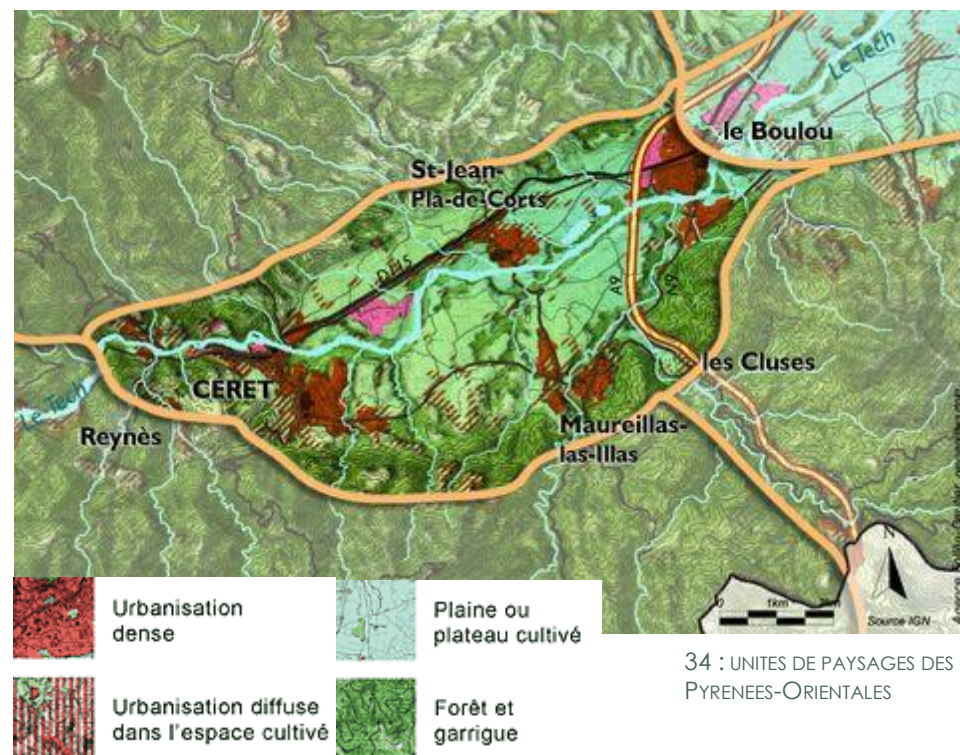 Le Tech
le Boulou
St-Jean-
Pla-de-Corts
D115
A9
N9
les Cluses
CERET
Le Tech
Reynès
Maureillas-
las-Illas
N
0 1km
Source IGN
Urbanisation
dense
Plaine ou
plateau cultivé
Urbanisation diffuse
dans l'espace cultivé
Forêt et
garrigue
34 : UNITES DE PAYSAGES DES
PYRENEES-ORIENTALES